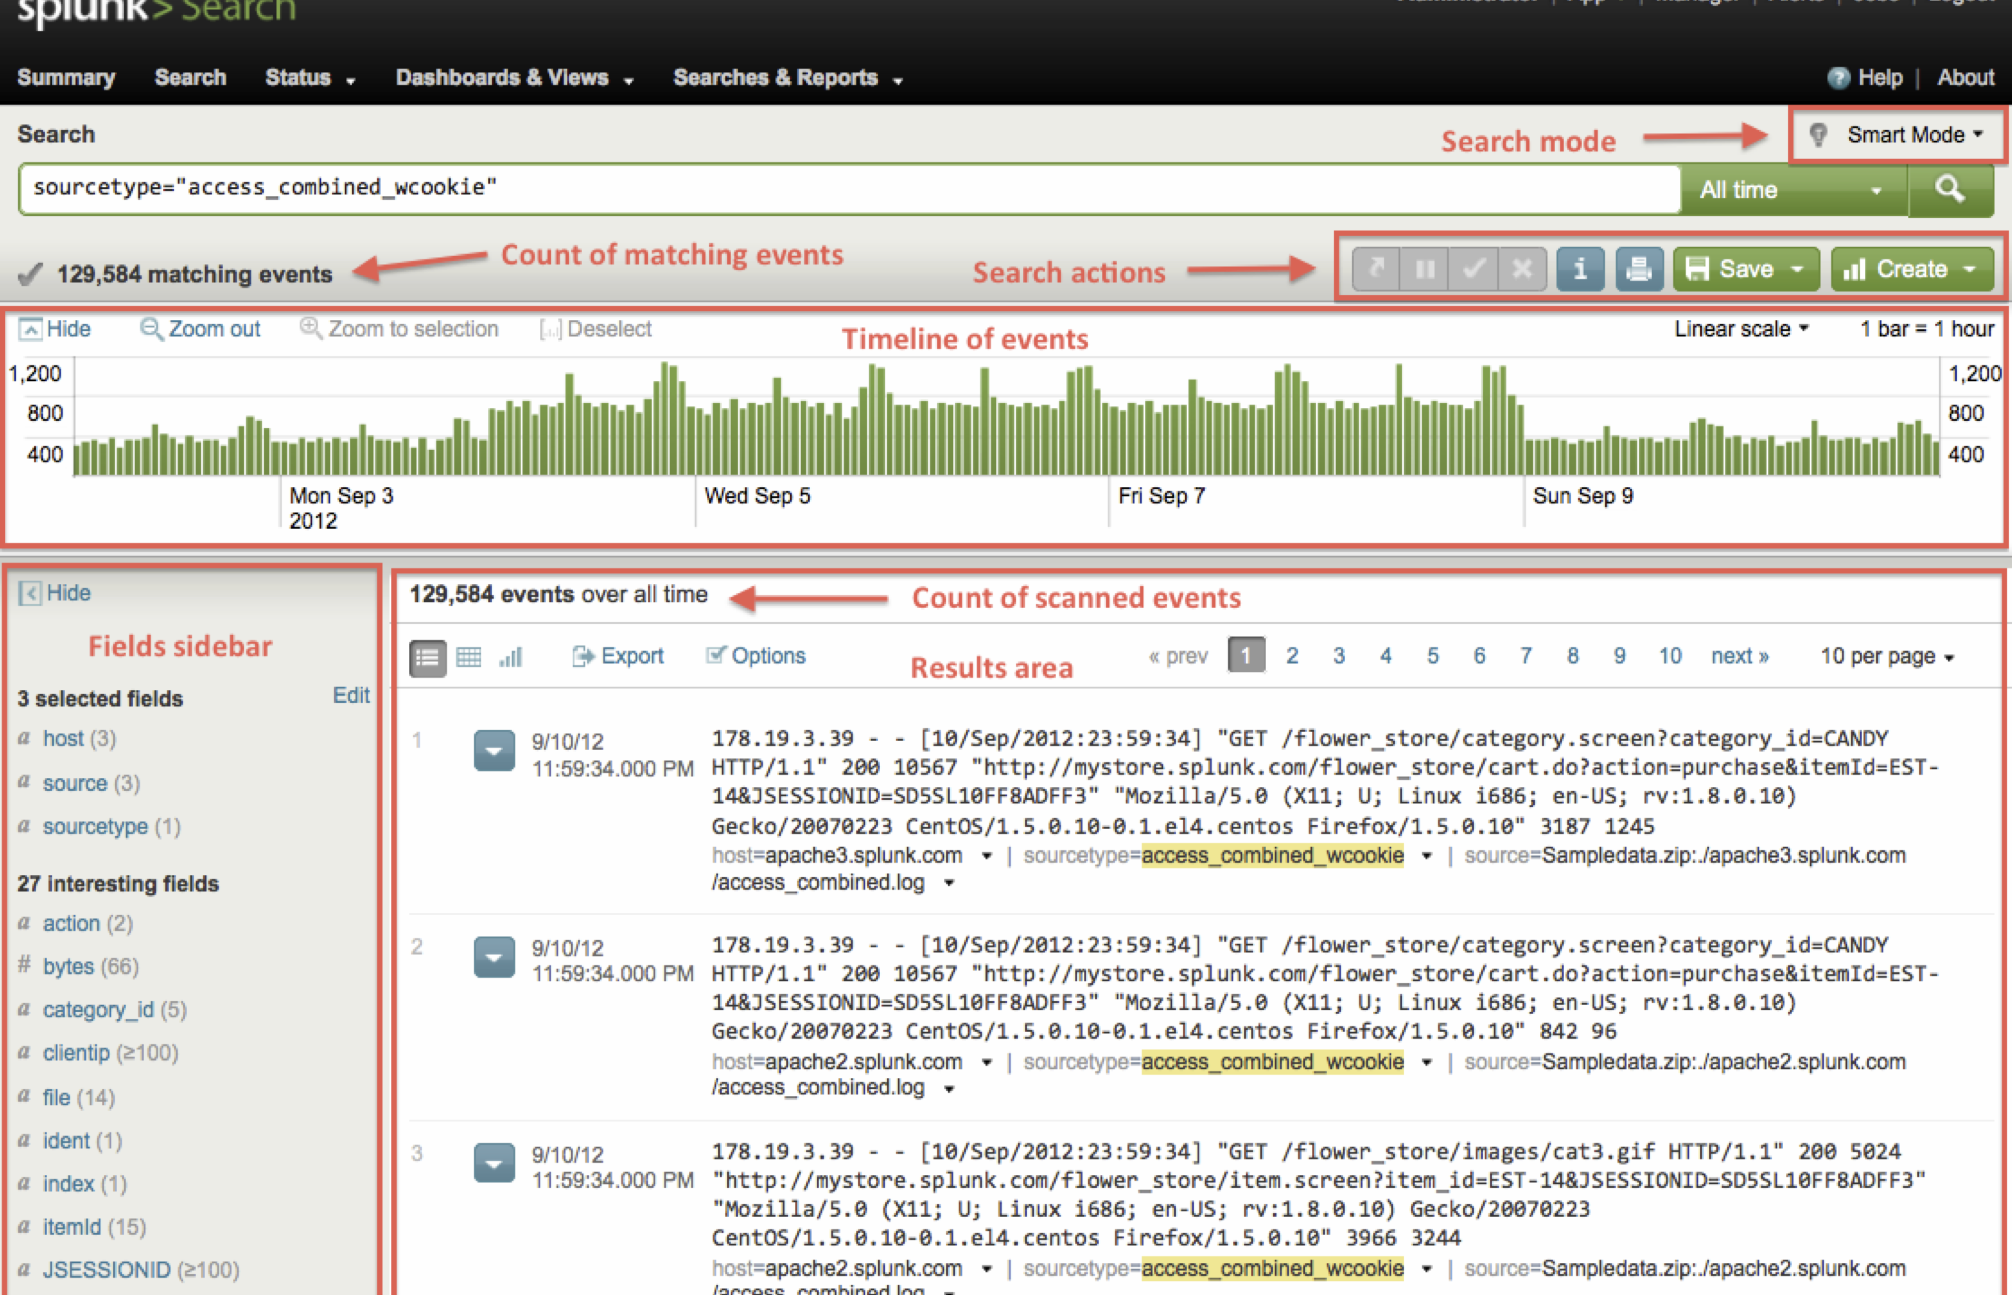 splunk> Search
Administrator | App | Manager | Alerts | Jobs | Logout
Summary Search Status Dashboards & Views Searches & Reports
? Help | About
Search
Search mode
Smart Mode
sourcetype="access_combined_wcookie"
All time
129,584 matching events
Count of matching events
Search actions
i
Save
Create
Hide Zoom out Zoom to selection Deselect
Timeline of events
Linear scale 1 bar = 1 hour
1,200 1,200
800 800
400 400
Mon Sep 3 Wed Sep 5 Fri Sep 7 Sun Sep 9
2012
Hide
Fields sidebar
3 selected fields Edit
a host (3)
a source (3)
a sourcetype (1)
27 interesting fields
a action (2)
# bytes (66)
a category_id (5)
a clientip (≥100)
a file (14)
a ident (1)
a index (1)
a itemId (15)
a JSESSIONID (≥100)
129,584 events over all time
Count of scanned events
Export Options
Results area
« prev 1 2 3 4 5 6 7 8 9 10 next » 10 per page
1
9/10/12
11:59:34.000 PM
178.19.3.39 - - [10/Sep/2012:23:59:34] "GET /flower_store/category.screen?category_id=CANDY
HTTP/1.1" 200 10567 "http://mystore.splunk.com/flower_store/cart.do?action=purchase&itemId=EST-
14&JSESSIONID=SD5SL10FF8ADFF3" "Mozilla/5.0 (X11; U; Linux i686; en-US; rv:1.8.0.10)
Gecko/20070223 CentOS/1.5.0.10-0.1.el4.centos Firefox/1.5.0.10" 3187 1245
host=apache3.splunk.com | sourcetype=access_combined_wcookie | source=Sampledata.zip:./apache3.splunk.com
/access_combined.log
2
9/10/12
11:59:34.000 PM
178.19.3.39 - - [10/Sep/2012:23:59:34] "GET /flower_store/category.screen?category_id=CANDY
HTTP/1.1" 200 10567 "http://mystore.splunk.com/flower_store/cart.do?action=purchase&itemId=EST-
14&JSESSIONID=SD5SL10FF8ADFF3" "Mozilla/5.0 (X11; U; Linux i686; en-US; rv:1.8.0.10)
Gecko/20070223 CentOS/1.5.0.10-0.1.el4.centos Firefox/1.5.0.10" 842 96
host=apache2.splunk.com | sourcetype=access_combined_wcookie | source=Sampledata.zip:./apache2.splunk.com
/access_combined.log
3
9/10/12
11:59:34.000 PM
178.19.3.39 - - [10/Sep/2012:23:59:34] "GET /flower_store/images/cat3.gif HTTP/1.1" 200 5024
"http://mystore.splunk.com/flower_store/item.screen?item_id=EST-14&JSESSIONID=SD5SL10FF8ADFF3"
"Mozilla/5.0 (X11; U; Linux i686; en-US; rv:1.8.0.10) Gecko/20070223
CentOS/1.5.0.10-0.1.el4.centos Firefox/1.5.0.10" 3966 3244
host=apache2.splunk.com | sourcetype=access_combined_wcookie | source=Sampledata.zip:./apache2.splunk.com
/access_combined.log